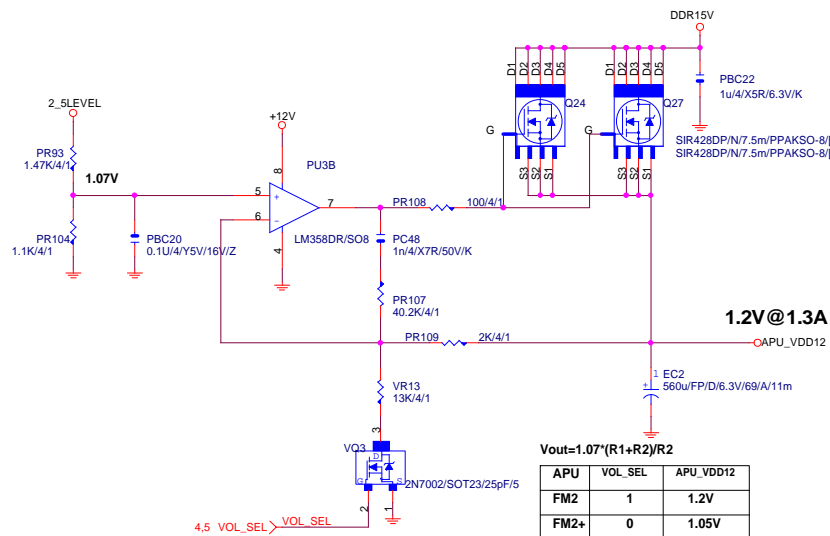 DDR15V
D1
D2
D3
D4
D5
D1
D2
D3
D4
D5
PBC22
1u/4/X5R/6.3V/K
2_5LEVEL
+12V
Q24
Q27
G
G
SIR428DP/N/7.5m/PPAKSO-8/
SIR428DP/N/7.5m/PPAKSO-8/
PR93
1.47K/4/1
8
PU3B
S3
S2
S1
S3
S2
S1
1.07V
5
+
7
PR108
100/4/1
6
-
LM358DR/SO8
4
PR104
1.1K/4/1
PBC20
0.1U/4/Y5V/16V/Z
PC48
1n/4/X7R/50V/K
PR107
40.2K/4/1
1.2V@1.3A
PR109
2K/4/1
APU_VDD12
VR13
13K/4/1
1
+
EC2
560u/FP/D/6.3V/69/A/11m
3
VQ3
D
G
S
2N7002/SOT23/25pF/5
2
1
4,5 VOL_SEL
VOL_SEL
Vout=1.07*(R1+R2)/R2
APU VOL_SEL APU_VDD12
FM2 1 1.2V
FM2+ 0 1.05V